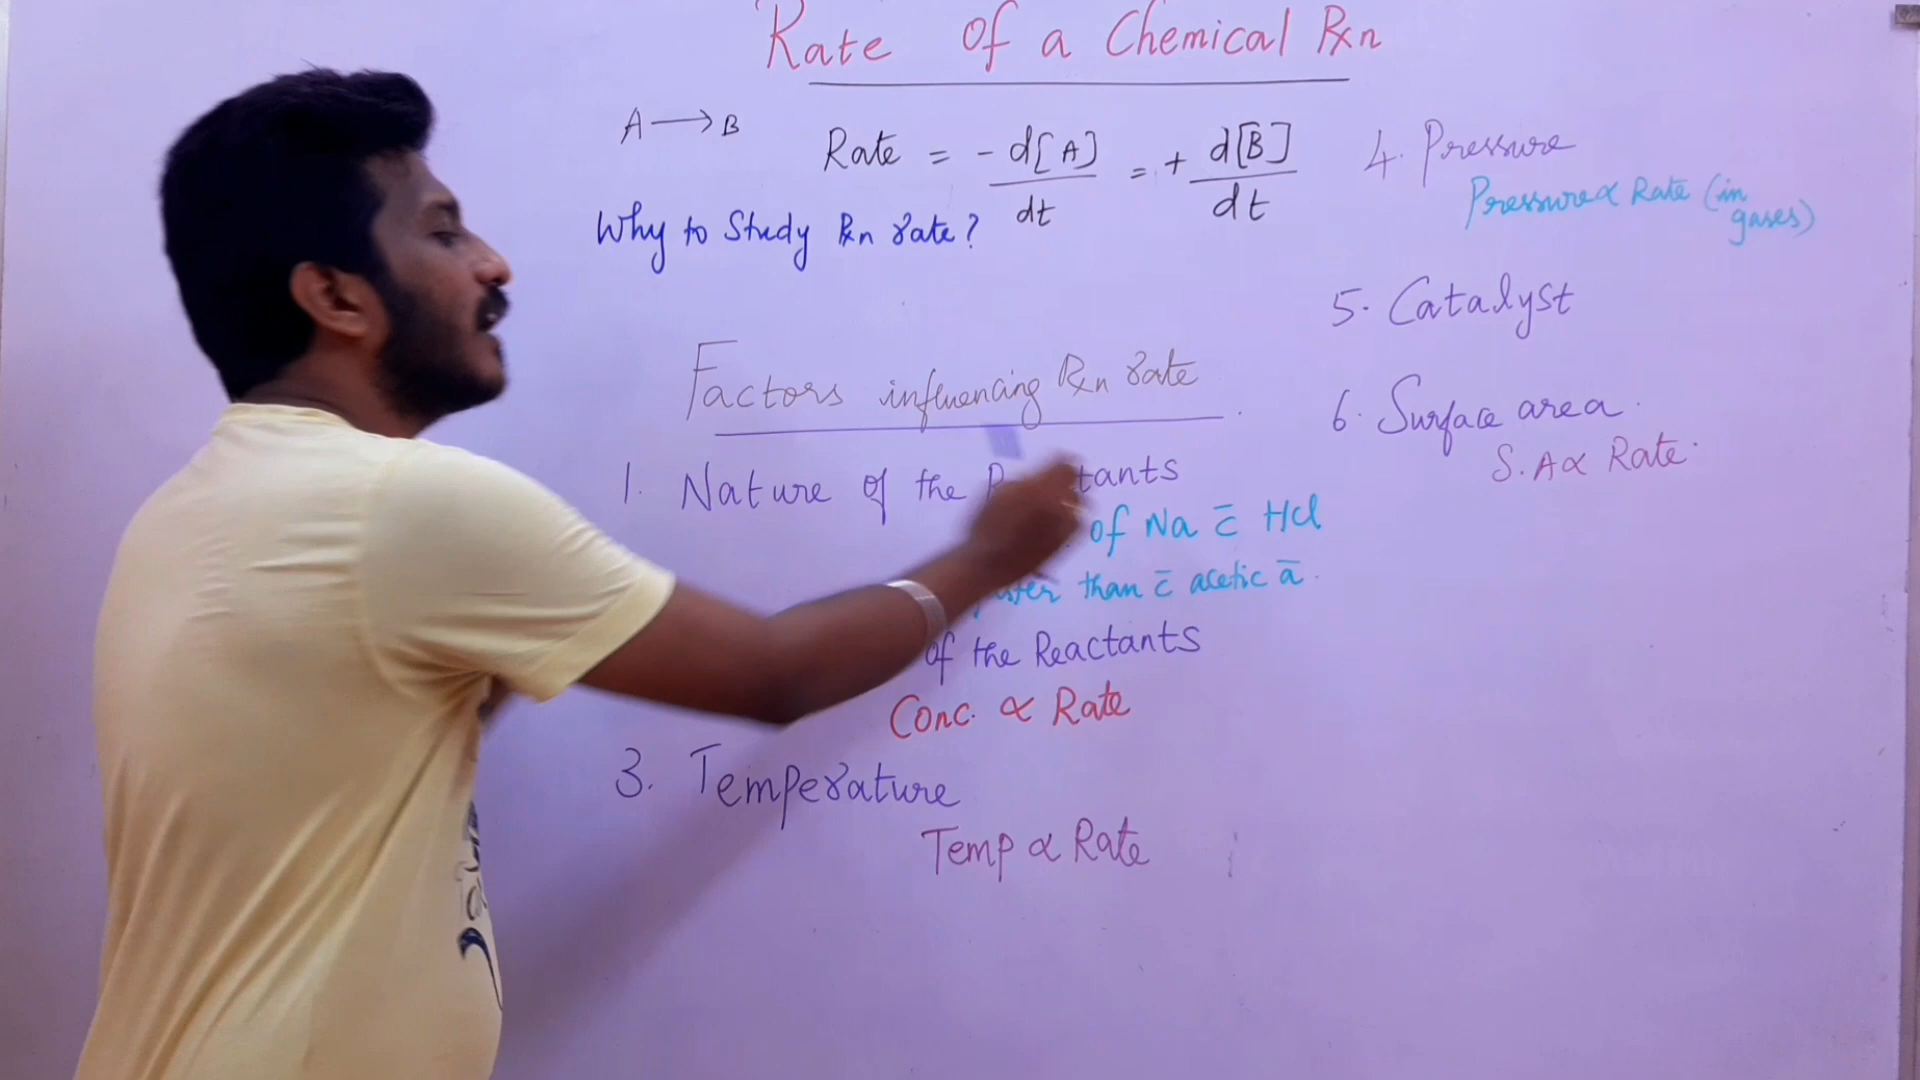 Rate Of a Chemical Rxn
A ⟶ B
Rate = - d[A]/dt = + d[B]/dt
Why to Study Rxn rate?
Factors influencing Rxn rate
1. Nature of the tants
of Na c̄ HCl
than c̄ acetic ā.
of the Reactants
Conc. ∝ Rate
3. Temperature
Temp ∝ Rate
4. Pressure
Pressure ∝ Rate (in
gases)
5. Catalyst
6. Surface area.
S.A ∝ Rate.